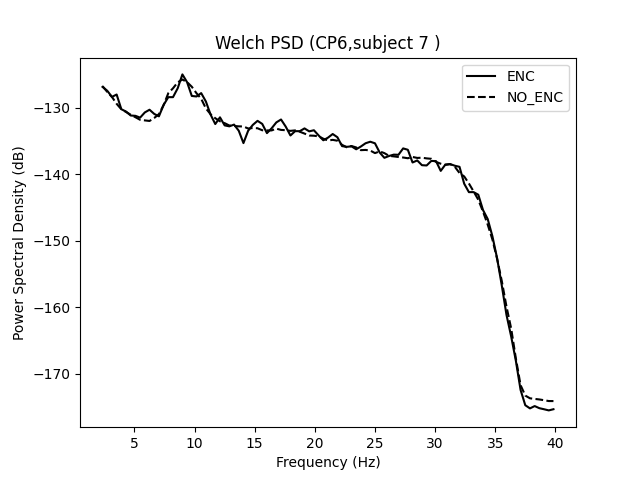 Welch PSD (CP6,subject 7 )
ENC
NO_ENC
Power Spectral Density (dB)
−130
−140
−150
−160
−170
5 10 15 20 25 30 35 40
Frequency (Hz)